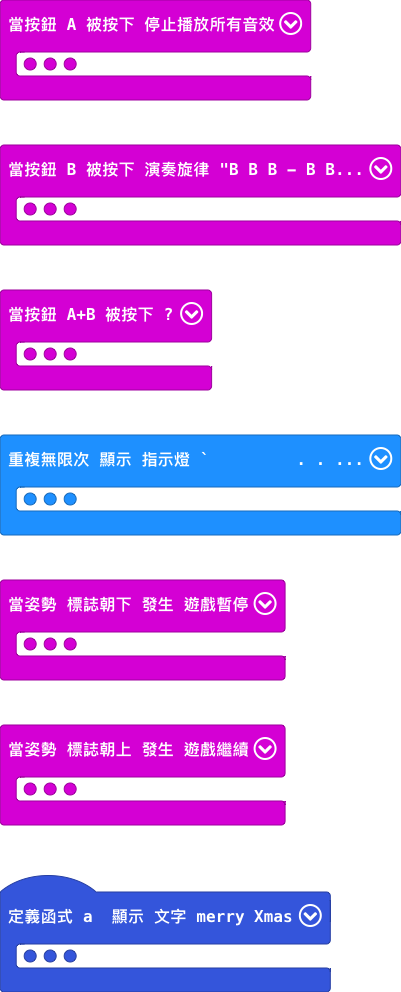 當按鈕 A 被按下 停止播放所有音效
當按鈕 B 被按下 演奏旋律 "B B B - B B...
當按鈕 A+B 被按下 ?
重複無限次 顯示 指示燈 `          . . ...
當姿勢 標誌朝下 發生 遊戲暫停
當姿勢 標誌朝上 發生 遊戲繼續
定義函式 a  顯示 文字 merry Xmas